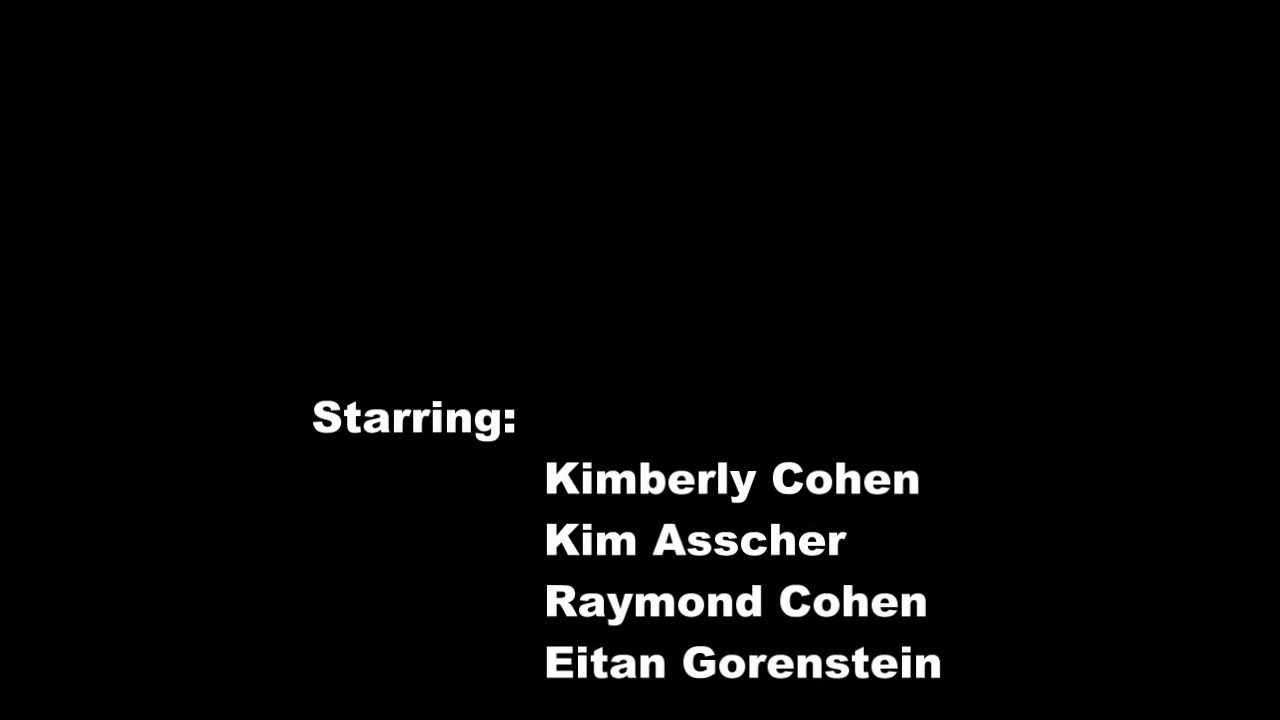 Starring:
Kimberly Cohen
Kim Asscher
Raymond Cohen
Eitan Gorenstein